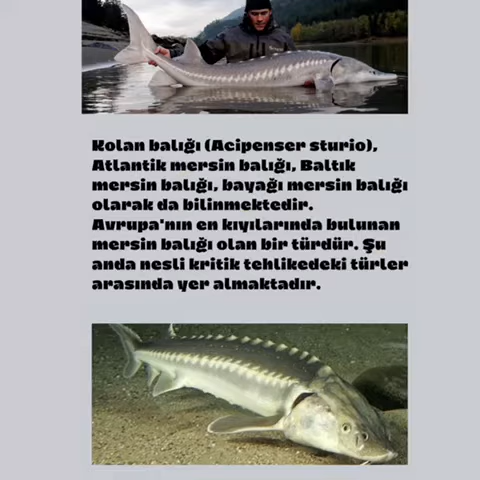 Kolan balığı (Acipenser sturio),
Atlantik mersin balığı, Baltık
mersin balığı, bayağı mersin balığı
olarak da bilinmektedir.
Avrupa'nın en kıyılarında bulunan
mersin balığı olan bir türdür. Şu
anda nesli kritik tehlikedeki türler
arasında yer almaktadır.